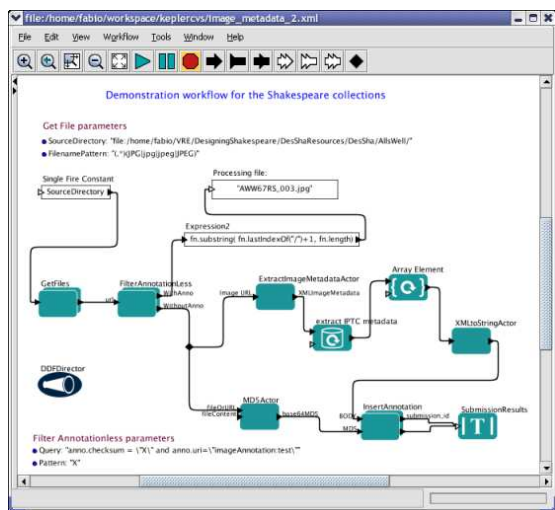 file:/home/fabio/workspace/keplercvs/image_metadata_2.xml
File Edit View Workflow Tools Window Help
Demonstration workflow for the Shakespeare collections
Get File parameters
SourceDirectory: "file:/home/fabio/VRE/DesigningShakespeare/DesShaResources/DesSha/AllsWell/"
FilenamePattern: "(.*)(JPG|jpg|jpeg|JPEG)"
Single Fire Constant
SourceDirectory
Processing file:
"AWW67RS_003.jpg"
Expression2
fn.substring( fn.lastIndexOf("/")+1, fn.length)
GetFiles
url
FilterAnnotationLess
WithAnno
WithoutAnno
image URL
ExtractImageMetadataActor
XMLImageMetadata
Array Element
extract IPTC metadata
XMLtoStringActor
DDFDirector
MD5Actor
fileOrURL
fileContent
base64MD5
InsertAnnotation
BODY
MD5
submission_id
SubmissionResults
T
Filter Annotationless parameters
Query: "anno.checksum = \"X\" and anno.uri=\"imageAnnotation:test\""
Pattern: "X"